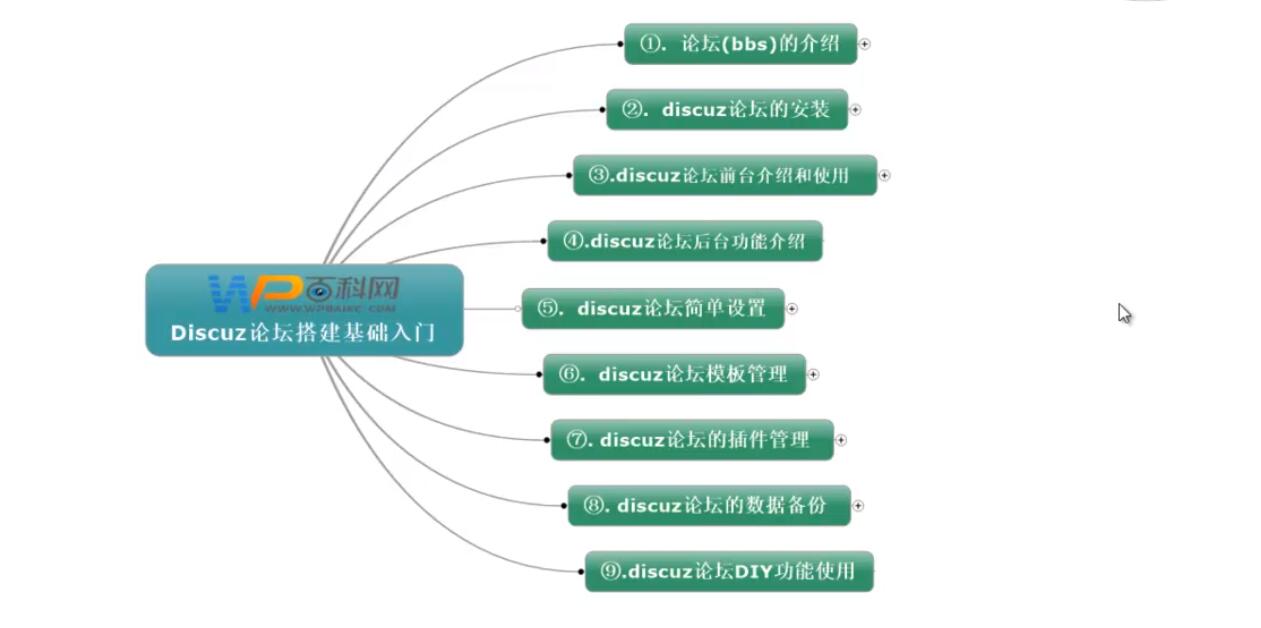 ①. 论坛(bbs)的介绍
②. discuz论坛的安装
③.discuz论坛前台介绍和使用
④.discuz论坛后台功能介绍
WP百科网
WWW.WPBAIKE.COM
Discuz论坛搭建基础入门
⑤. discuz论坛简单设置
⑥. discuz论坛模板管理
⑦. discuz论坛的插件管理
⑧. discuz论坛的数据备份
⑨.discuz论坛DIY功能使用